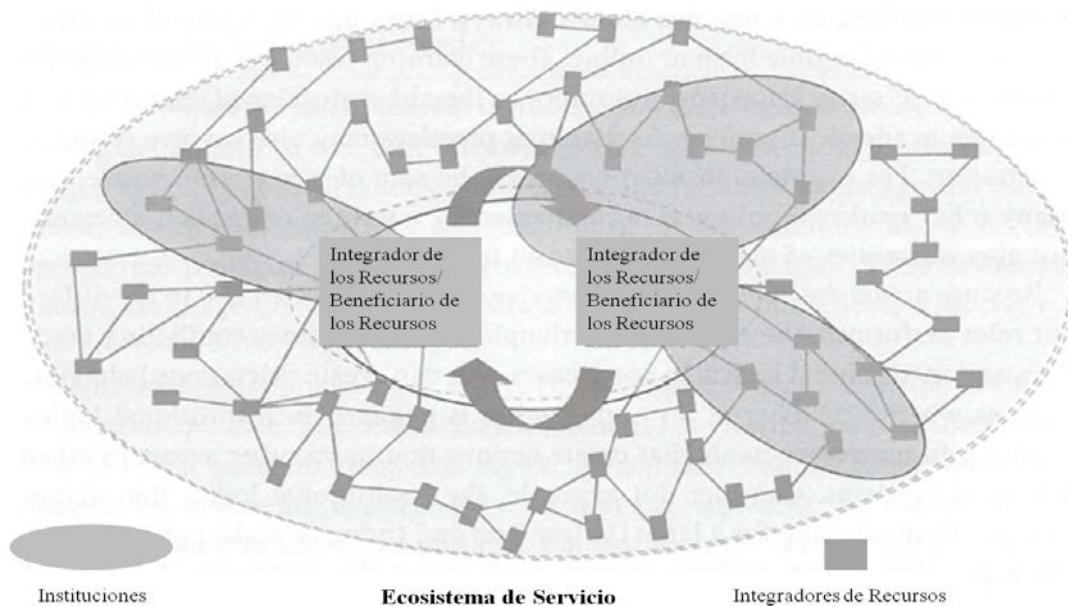 Integrador de
los Recursos/
Beneficiario de
los Recursos
Integrador de
los Recursos/
Beneficiario de
los Recursos
Instituciones
Ecosistema de Servicio
Integradores de Recursos